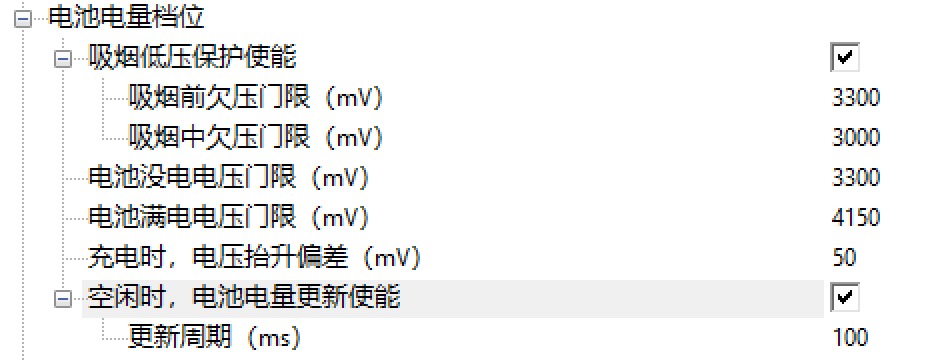 电池电量档位
吸烟低压保护使能
吸烟前欠压门限（mV） 3300
吸烟中欠压门限（mV） 3000
电池没电电压门限（mV） 3300
电池满电电压门限（mV） 4150
充电时，电压抬升偏差（mV） 50
空闲时，电池电量更新使能
更新周期（ms） 100